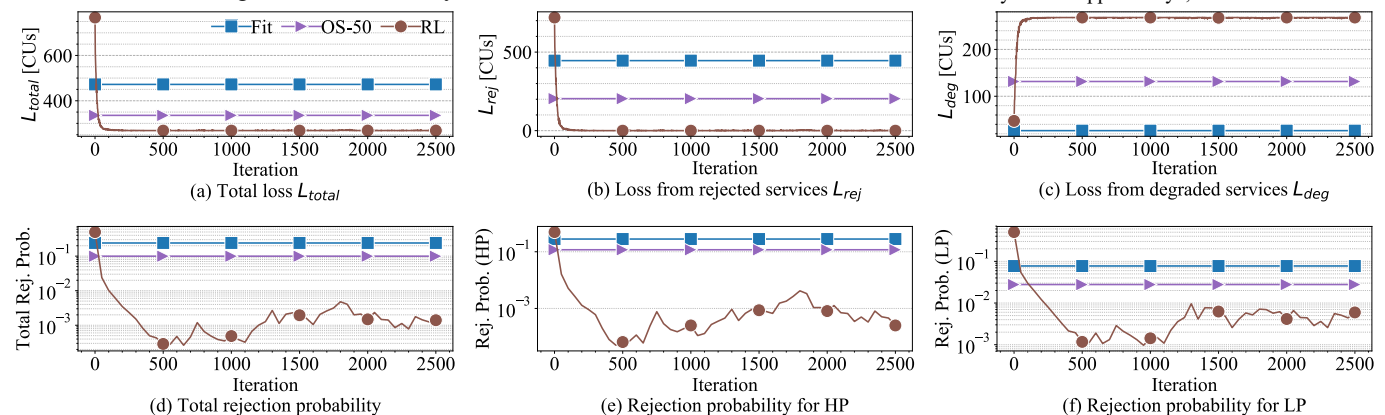 Fit OS-50 RL
L_total [CUs]
600
400
0 500 1000 1500 2000 2500
Iteration
(a) Total loss L_total
L_rej [CUs]
500
0
0 500 1000 1500 2000 2500
Iteration
(b) Loss from rejected services L_rej
L_deg [CUs]
200
100
0 500 1000 1500 2000 2500
Iteration
(c) Loss from degraded services L_deg
Total Rej. Prob.
10^−1
10^−2
10^−3
0 500 1000 1500 2000 2500
Iteration
(d) Total rejection probability
Rej. Prob. (HP)
10^−1
10^−3
0 500 1000 1500 2000 2500
Iteration
(e) Rejection probability for HP
Rej. Prob. (LP)
10^−1
10^−2
10^−3
0 500 1000 1500 2000 2500
Iteration
(f) Rejection probability for LP